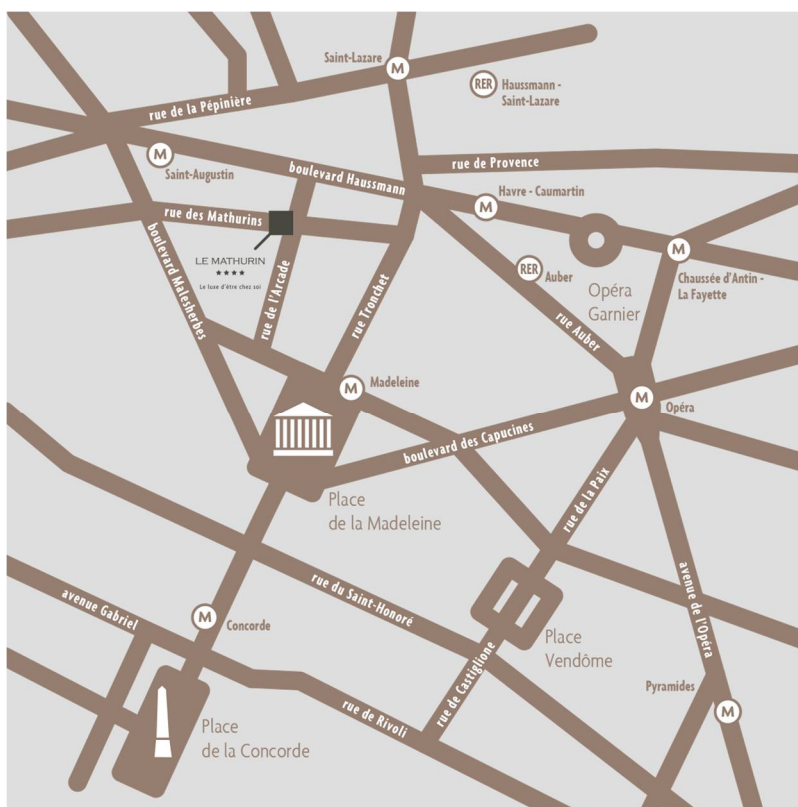 Saint-Lazare
M
RER
Haussmann -
Saint-Lazare
rue de la Pépinière
M
Saint-Augustin
boulevard Haussmann
rue de Provence
Havre - Caumartin
M
rue des Mathurins
LE MATHURIN
★★★★
Le luxe d'être chez soi
boulevard Malesherbes
rue de l'Arcade
rue Tronchet
RER
Auber
rue Auber
Opéra
Garnier
M
Chaussée d'Antin -
La Fayette
M
Madeleine
M
Opéra
boulevard des Capucines
Place
de la Madeleine
rue de la Paix
avenue de l'Opéra
rue du Saint-Honoré
avenue Gabriel
M
Concorde
Place
Vendôme
rue de Castiglione
Pyramides
M
rue de Rivoli
Place
de la Concorde